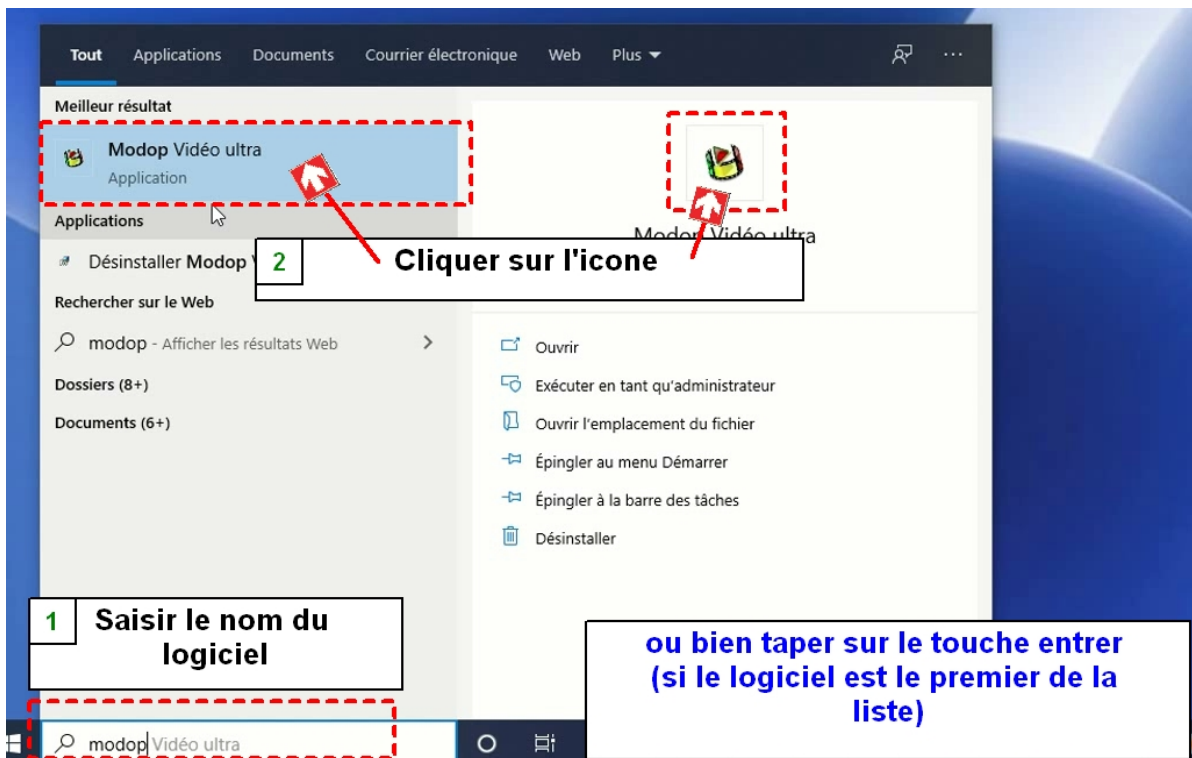 Tout Applications Documents Courrier électronique Web Plus
Meilleur résultat
Modop Vidéo ultra
Application
Applications
Désinstaller Modop
Rechercher sur le Web
modop - Afficher les résultats Web
Dossiers (8+)
Documents (6+)
Modop Vidéo ultra
2 Cliquer sur l'icone
Ouvrir
Exécuter en tant qu'administrateur
Ouvrir l'emplacement du fichier
Épingler au menu Démarrer
Épingler à la barre des tâches
Désinstaller
1 Saisir le nom du
logiciel
ou bien taper sur le touche entrer
(si le logiciel est le premier de la
liste)
modop Vidéo ultra